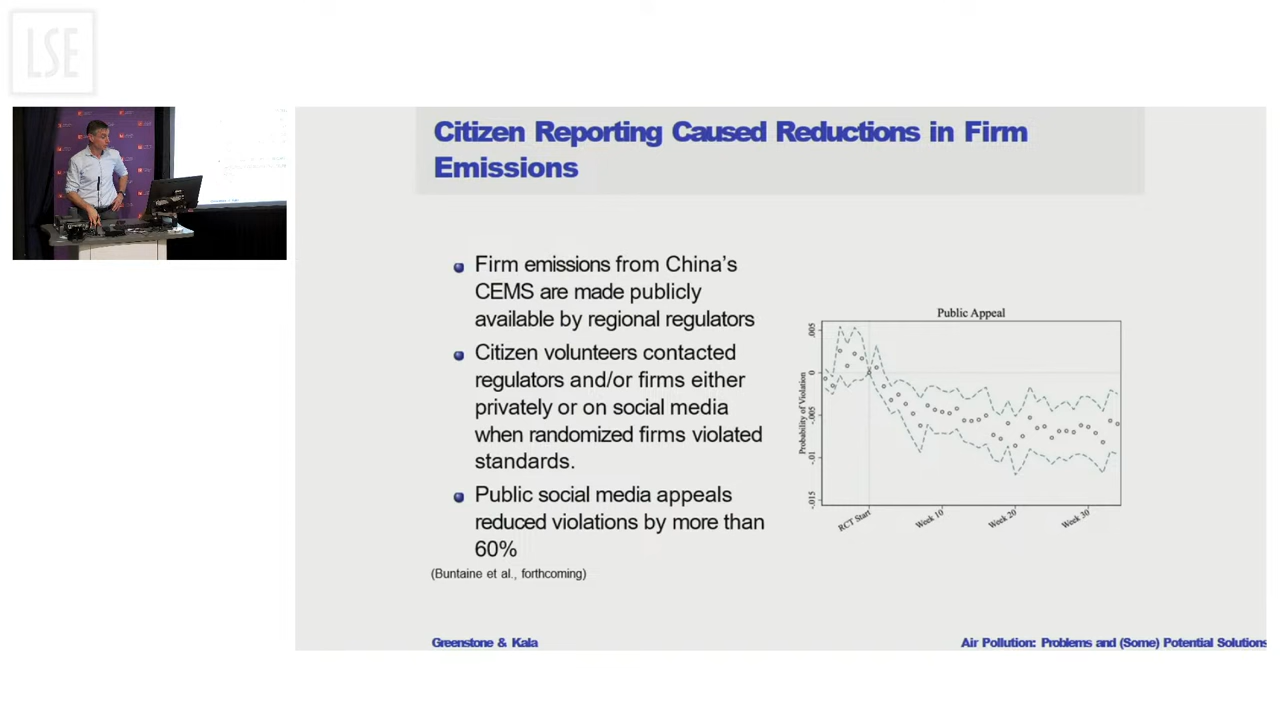 LSE
Citizen Reporting Caused Reductions in Firm
Emissions
Firm emissions from China's
CEMS are made publicly
available by regional regulators
Citizen volunteers contacted
regulators and/or firms either
privately or on social media
when randomized firms violated
standards.
Public social media appeals
reduced violations by more than
60%
(Buntaine et al., forthcoming)
Public Appeal
Probability of Violation
.005
0
-.005
-.01
-.015
RCT Start
Week 10
Week 20
Week 30
Greenstone & Kala
Air Pollution: Problems and (Some) Potential Solutions